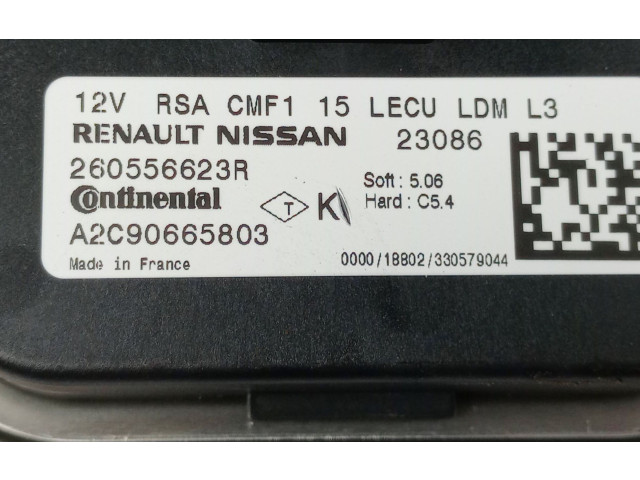 12V RSA CMF1 15 LECU LDM L3
RENAULT NISSAN 23086
260556623R Soft : 5.06
Continental T K Hard : C5.4
A2C90665803
Made in France 0000/18802/330579044